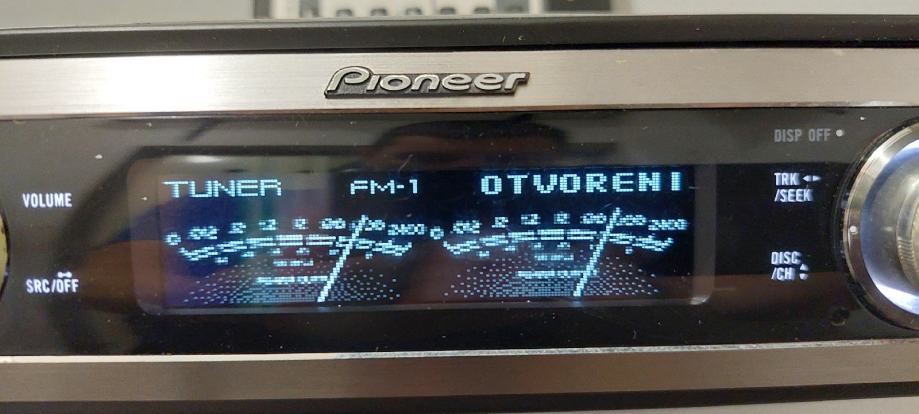 Pioneer
DISP OFF
VOLUME
TUNER FM-1 OTVORENI
TRK
/SEEK
SRC/OFF
DISC
/CH